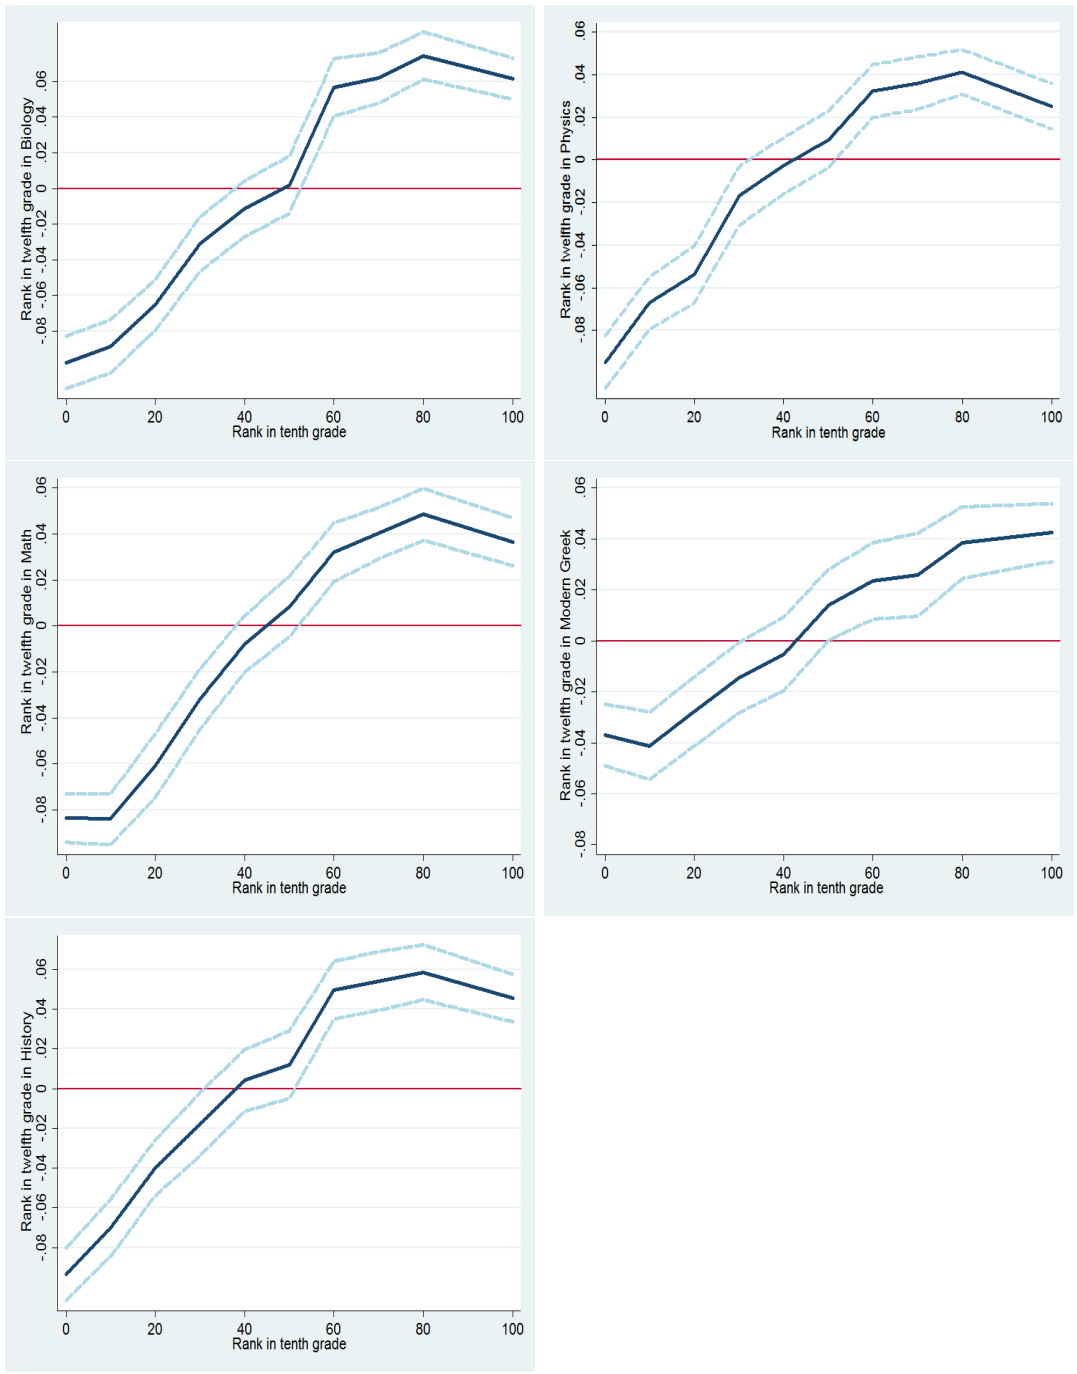 Rank in twelfth grade in Biology
.06
.04
.02
0
-.02
-.04
-.06
-.08
0 20 40 60 80 100
Rank in tenth grade
Rank in twelfth grade in Physics
.06
.04
.02
0
-.02
-.04
-.06
-.08
0 20 40 60 80 100
Rank in tenth grade
Rank in twelfth grade in Math
.06
.04
.02
0
-.02
-.04
-.06
-.08
0 20 40 60 80 100
Rank in tenth grade
Rank in twelfth grade in Modern Greek
.06
.04
.02
0
-.02
-.04
-.06
-.08
0 20 40 60 80 100
Rank in tenth grade
Rank in twelfth grade in History
.06
.04
.02
0
-.02
-.04
-.06
-.08
0 20 40 60 80 100
Rank in tenth grade